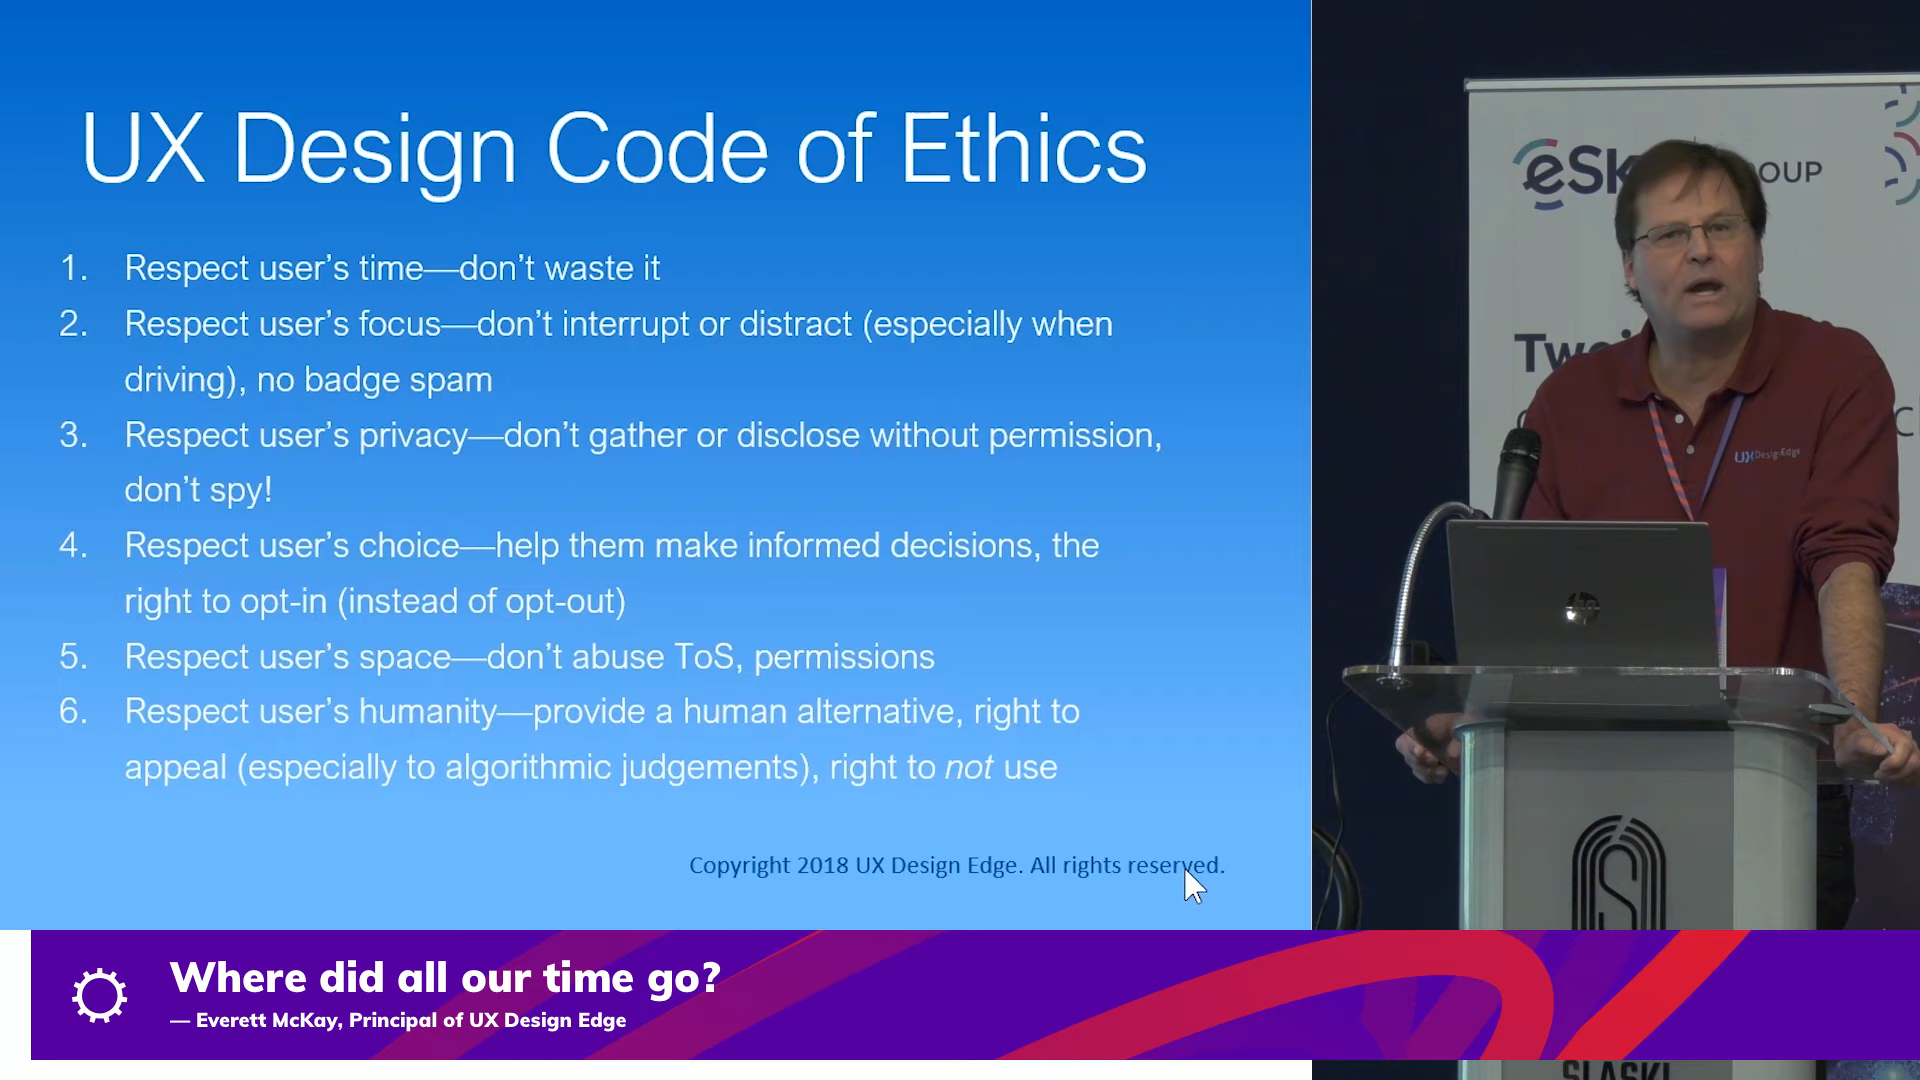 UX Design Code of Ethics
1. Respect user's time—don't waste it
2. Respect user's focus—don't interrupt or distract (especially when
driving), no badge spam
3. Respect user's privacy—don't gather or disclose without permission,
don't spy!
4. Respect user's choice—help them make informed decisions, the
right to opt-in (instead of opt-out)
5. Respect user's space—don't abuse ToS, permissions
6. Respect user's humanity—provide a human alternative, right to
appeal (especially to algorithmic judgements), right to not use
Copyright 2018 UX Design Edge. All rights reserved.
UX Design Edge
hp
Where did all our time go?
— Everett McKay, Principal of UX Design Edge